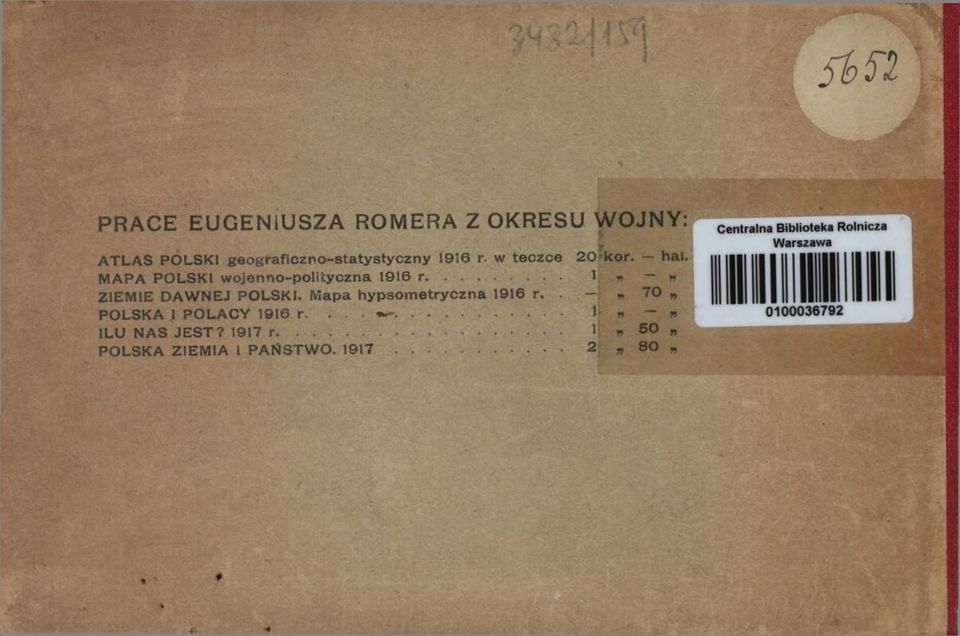 3432/159
5652
PRACE EUGENIUSZA ROMERA Z OKRESU WOJNY:
ATLAS POLSKI geograficzno-statystyczny 1916 r. w teczce 20 kor. — hal.
MAPA POLSKI wojenno-polityczna 1916 r. . . . . . . . . . 1 „ — „
ZIEMIE DAWNEJ POLSKI. Mapa hypsometryczna 1916 r. . — „ 70 „
POLSKA I POLACY 1916 r. . . . . . . . . . . . . . . . 1 „ — „
ILU NAS JEST? 1917 r. . . . . . . . . . . . . . . . . . 1 „ 50 „
POLSKA ZIEMIA I PAŃSTWO. 1917 . . . . . . . . . . . 2 „ 80 „
Centralna Biblioteka Rolnicza
Warszawa
0100036792